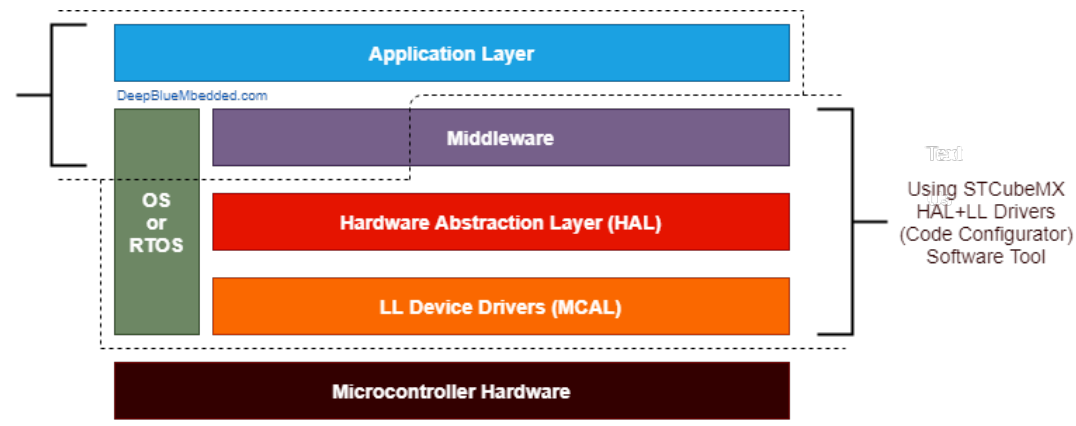 Application Layer
DeepBlueMbedded.com
Middleware
Text
OS
or
RTOS
Hardware Abstraction Layer (HAL)
Using STCubeMX
HAL+LL Drivers
(Code Configurator)
Software Tool
LL Device Drivers (MCAL)
Microcontroller Hardware